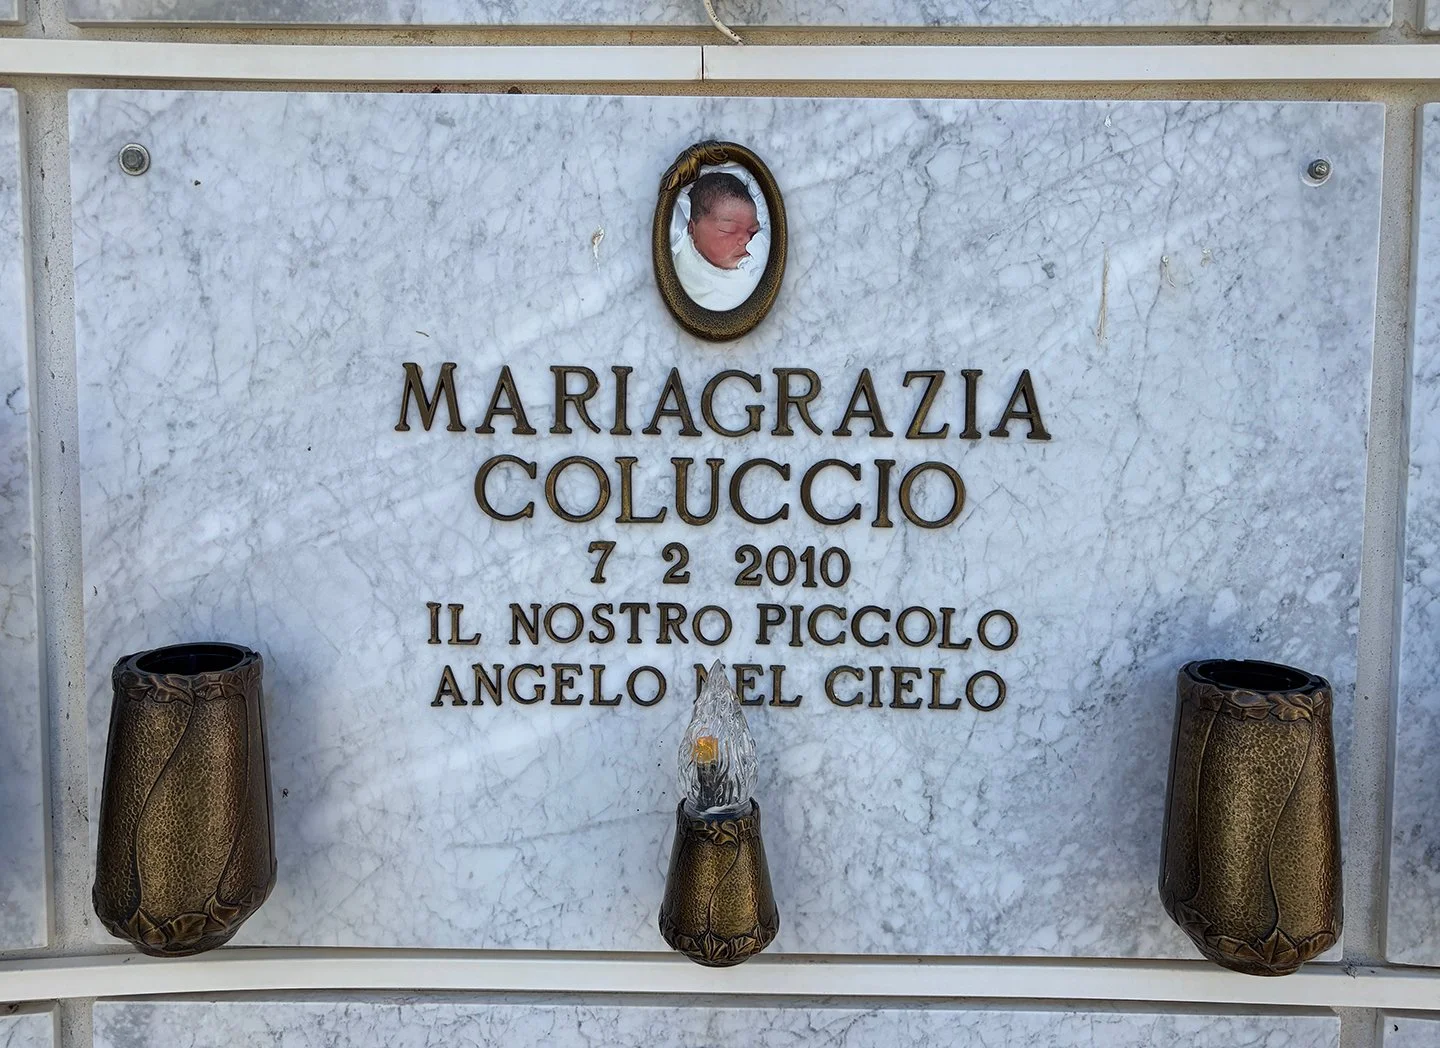 MARIAGRAZIA
COLUCCIO
7 2 2010
IL NOSTRO PICCOLO
ANGELO NEL CIELO